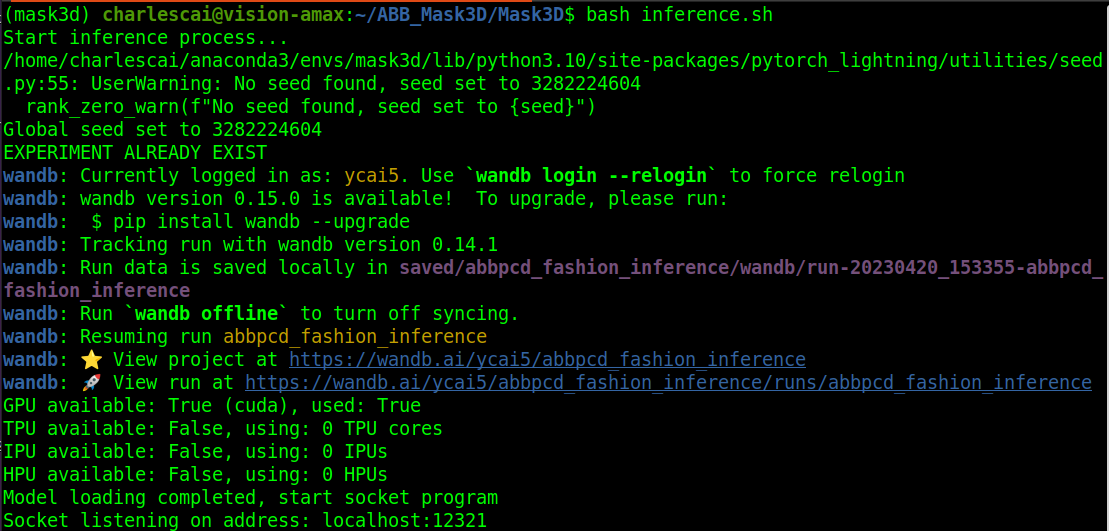 (mask3d) charlescai@vision-amax:~/ABB_Mask3D/Mask3D$ bash inference.sh
Start inference process...
/home/charlescai/anaconda3/envs/mask3d/lib/python3.10/site-packages/pytorch_lightning/utilities/seed
.py:55: UserWarning: No seed found, seed set to 3282224604
  rank_zero_warn(f"No seed found, seed set to {seed}")
Global seed set to 3282224604
EXPERIMENT ALREADY EXIST
wandb: Currently logged in as: ycai5. Use `wandb login --relogin` to force relogin
wandb: wandb version 0.15.0 is available!  To upgrade, please run:
wandb:  $ pip install wandb --upgrade
wandb: Tracking run with wandb version 0.14.1
wandb: Run data is saved locally in saved/abbpcd_fashion_inference/wandb/run-20230420_153355-abbpcd_
fashion_inference
wandb: Run `wandb offline` to turn off syncing.
wandb: Resuming run abbpcd_fashion_inference
wandb: ⭐ View project at https://wandb.ai/ycai5/abbpcd_fashion_inference
wandb: 🚀 View run at https://wandb.ai/ycai5/abbpcd_fashion_inference/runs/abbpcd_fashion_inference
GPU available: True (cuda), used: True
TPU available: False, using: 0 TPU cores
IPU available: False, using: 0 IPUs
HPU available: False, using: 0 HPUs
Model loading completed, start socket program
Socket listening on address: localhost:12321